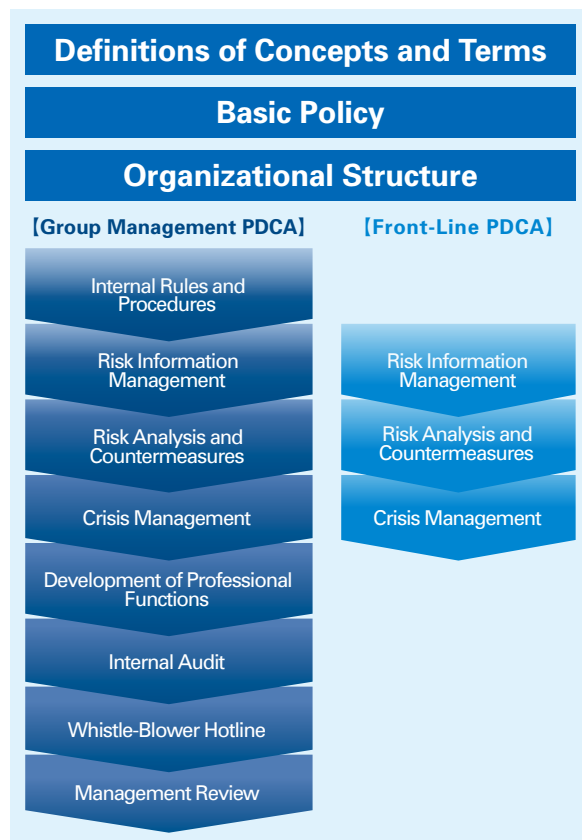 Definitions of Concepts and Terms
Basic Policy
Organizational Structure
【Group Management PDCA】
Internal Rules and
Procedures
Risk Information
Management
Risk Analysis and
Countermeasures
Crisis Management
Development of Professional
Functions
Internal Audit
Whistle-Blower Hotline
Management Review
【Front-Line PDCA】
Risk Information
Management
Risk Analysis and
Countermeasures
Crisis Management